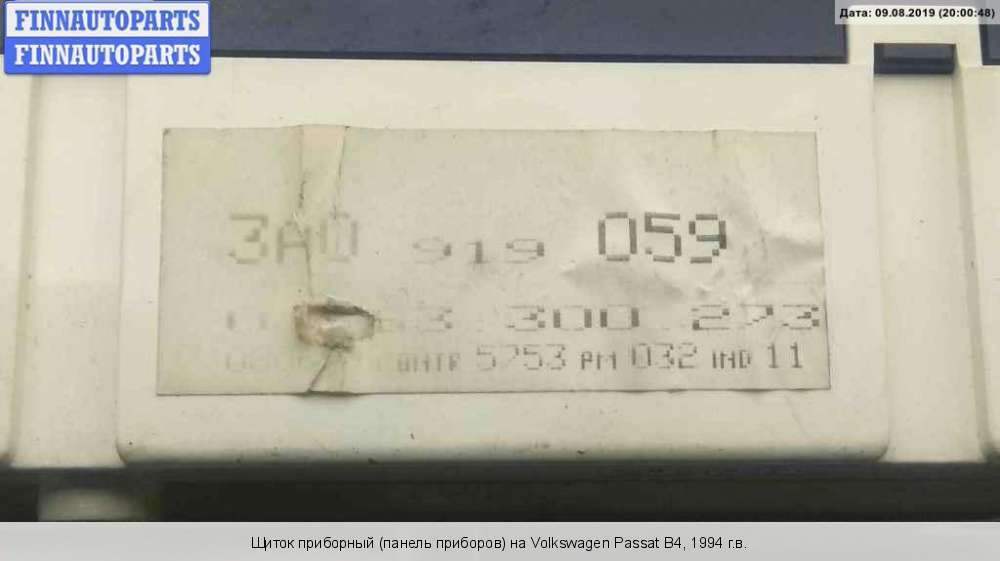 FINNAUTOPARTS
FINNAUTOPARTS
Дата: 09.08.2019 (20:00:48)
3A0 919 059
300 273
5753 PM 032 IND 11
Щиток приборный (панель приборов) на Volkswagen Passat B4, 1994 г.в.